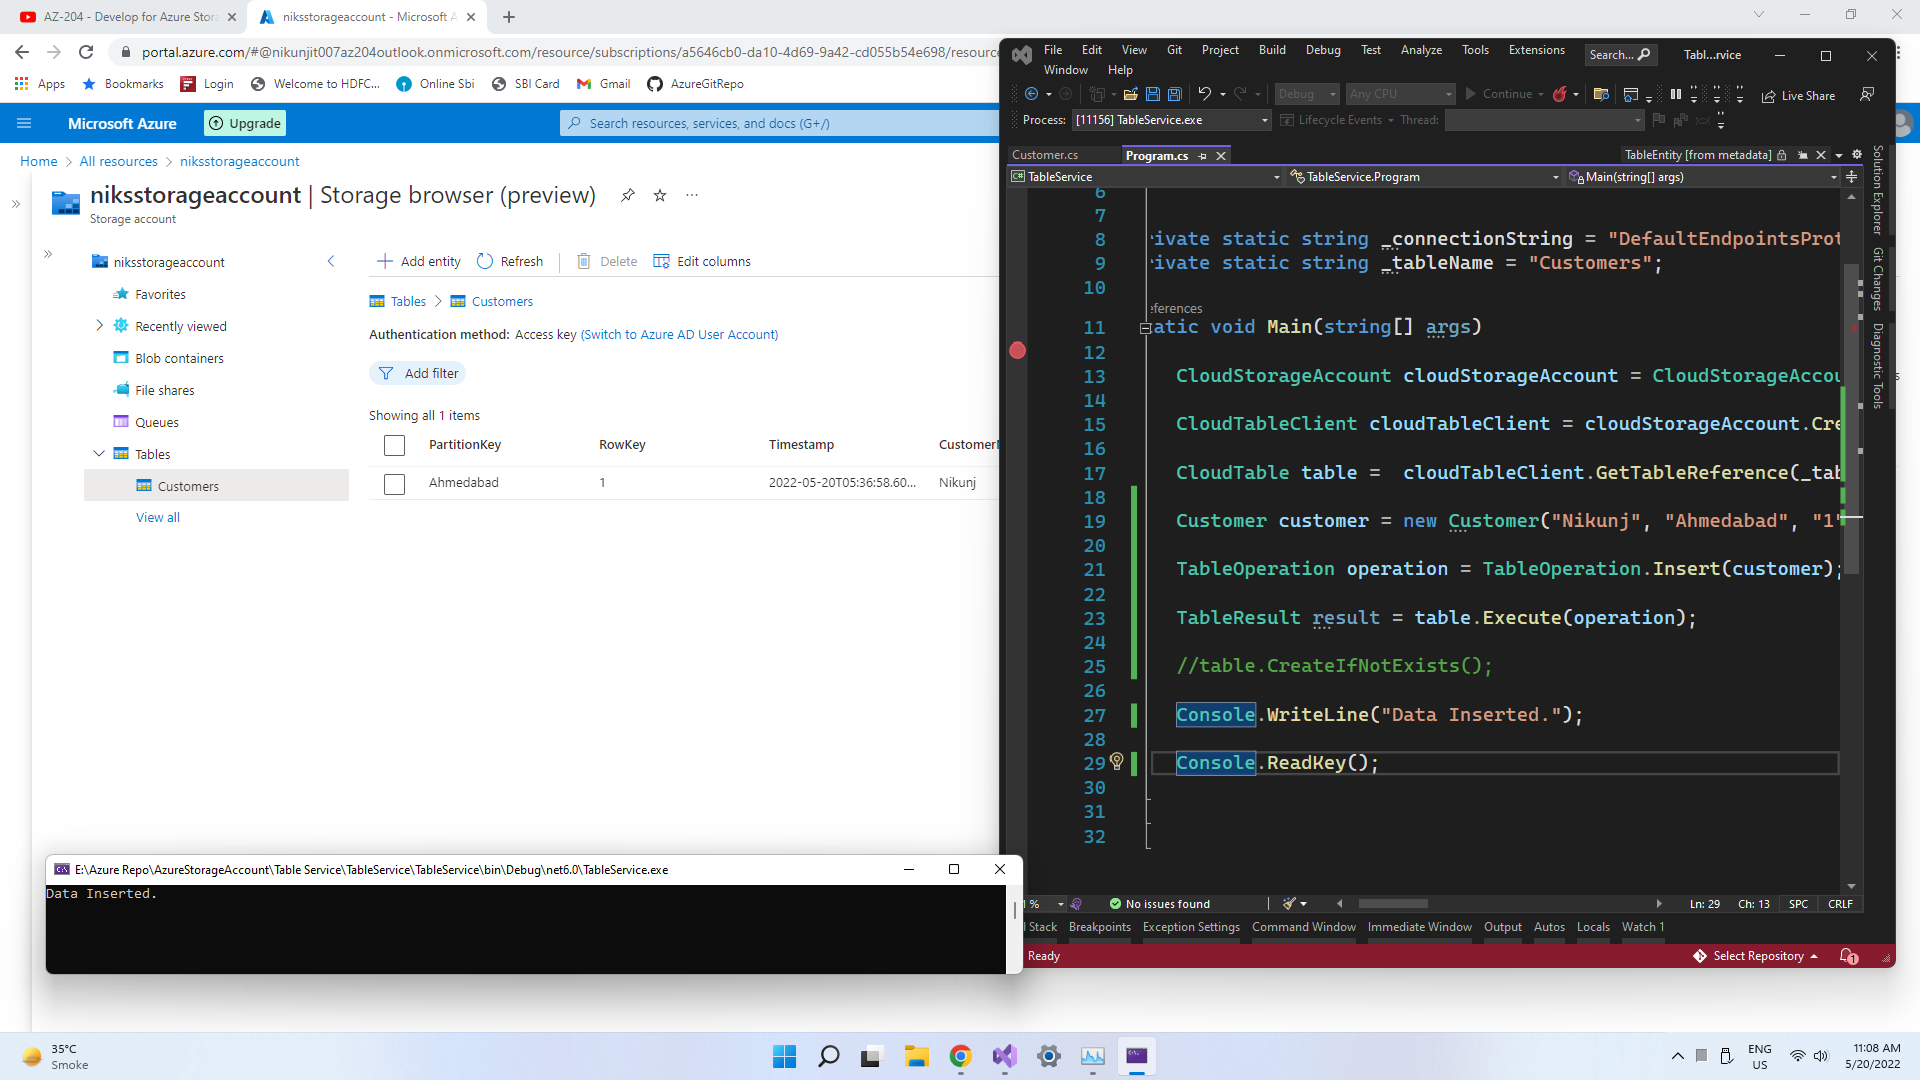 AZ-204 - Develop for Azure Stora
niksstorageaccount - Microsoft A
portal.azure.com/#@nikunjit007az204outlook.onmicrosoft.com/resource/subscriptions/a5646cb0-da10-4d69-9a42-cd055b54e698/resource
Apps
Bookmarks
Login
Welcome to HDFC...
Online Sbi
SBI Card
Gmail
AzureGitRepo
Microsoft Azure
Upgrade
Search resources, services, and docs (G+/)
Home > All resources > niksstorageaccount
niksstorageaccount | Storage browser (preview)
Storage account
niksstorageaccount
Favorites
Recently viewed
Blob containers
File shares
Queues
Tables
Customers
View all
Add entity
Refresh
Delete
Edit columns
Tables > Customers
Authentication method: Access key (Switch to Azure AD User Account)
Add filter
Showing all 1 items
PartitionKey RowKey Timestamp CustomerN
Ahmedabad 1 2022-05-20T05:36:58.60... Nikunj
E:\Azure Repo\AzureStorageAccount\Table Service\TableService\TableService\bin\Debug\net6.0\TableService.exe
Data Inserted.
File Edit View Git Project Build Debug Test Analyze Tools Extensions
Search...
Tabl...rvice
Window Help
Debug
Any CPU
Continue
Live Share
Process: [11156] TableService.exe
Lifecycle Events
Thread:
Customer.cs
Program.cs
TableEntity [from metadata]
C# TableService
TableService.Program
Main(string[] args)
Solution Explorer
Git Changes
Diagnostic Tools
6
7
8 ivate static string _connectionString = "DefaultEndpointsProt
9 ivate static string _tableName = "Customers";
10
eferences
11 atic void Main(string[] args)
12
13 CloudStorageAccount cloudStorageAccount = CloudStorageAccou
14
15 CloudTableClient cloudTableClient = cloudStorageAccount.Cre
16
17 CloudTable table =  cloudTableClient.GetTableReference(_tab
18
19 Customer customer = new Customer("Nikunj", "Ahmedabad", "1"
20
21 TableOperation operation = TableOperation.Insert(customer);
22
23 TableResult result = table.Execute(operation);
24
25 //table.CreateIfNotExists();
26
27 Console.WriteLine("Data Inserted.");
28
29 Console.ReadKey();
30
31
32
%
No issues found
Ln: 29 Ch: 13 SPC CRLF
Stack Breakpoints Exception Settings Command Window Immediate Window Output Autos Locals Watch 1
Ready
Select Repository
1
35°C
Smoke
ENG
US
11:08 AM
5/20/2022